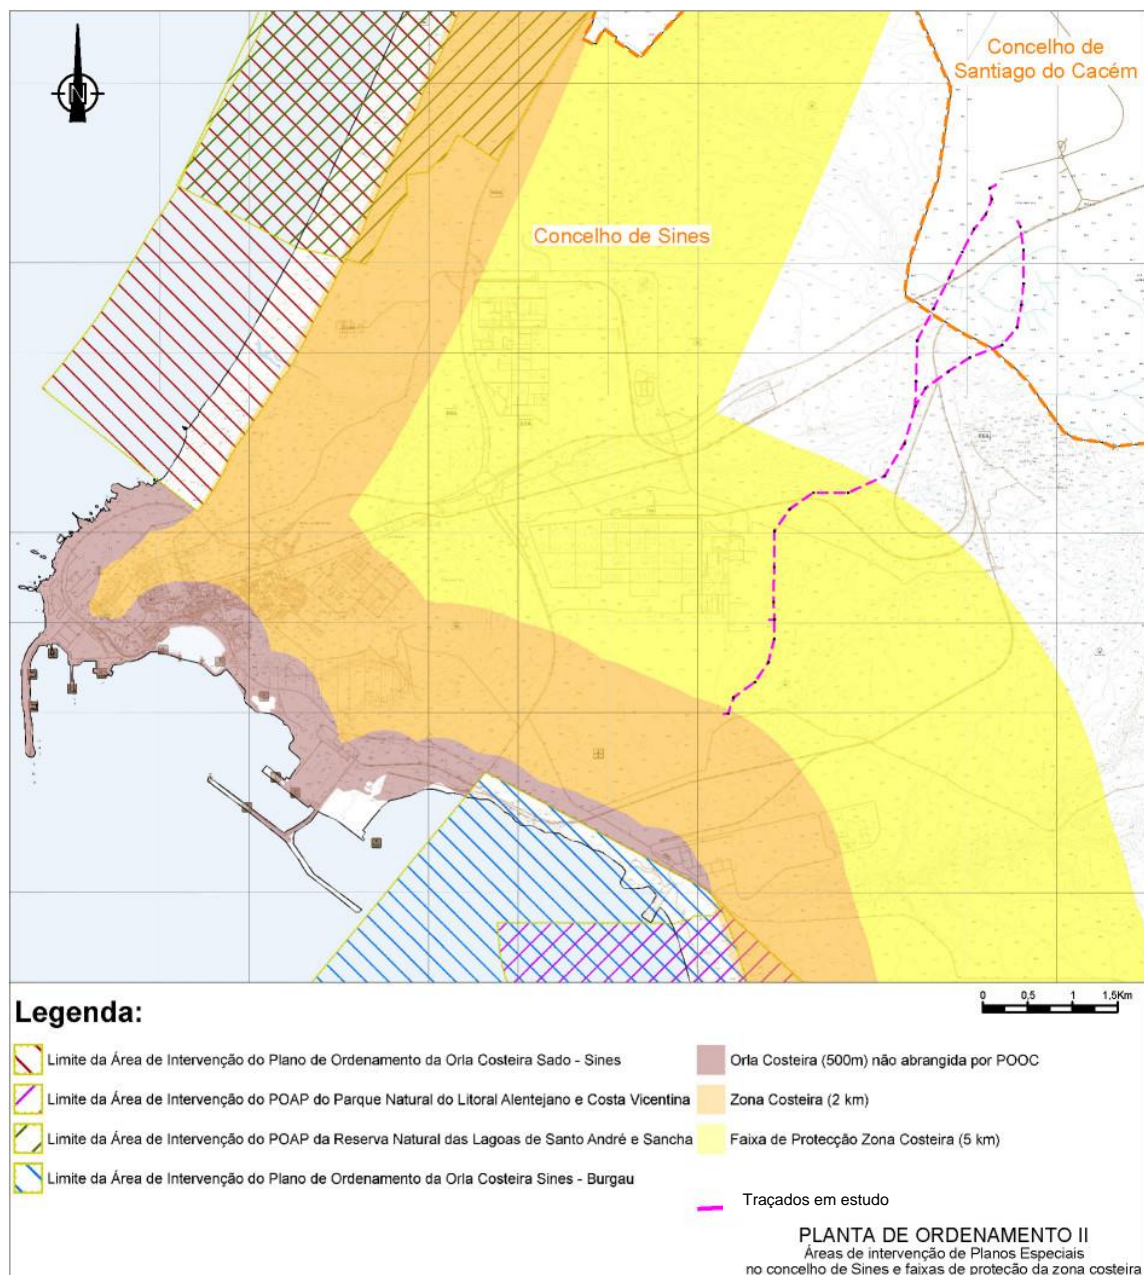 Concelho de
Santiago do Cacém
N
Concelho de Sines
Legenda:
0 0,5 1 1,5Km
Limite da Área de Intervenção do Plano de Ordenamento da Orla Costeira Sado - Sines
Limite da Área de Intervenção do POAP do Parque Natural do Litoral Alentejano e Costa Vicentina
Limite da Área de Intervenção do POAP da Reserva Natural das Lagoas de Santo André e Sancha
Limite da Área de Intervenção do Plano de Ordenamento da Orla Costeira Sines - Burgau
Orla Costeira (500m) não abrangida por POOC
Zona Costeira (2 km)
Faixa de Protecção Zona Costeira (5 km)
Traçados em estudo
PLANTA DE ORDENAMENTO II
Áreas de intervenção de Planos Especiais
no concelho de Sines e faixas de proteção da zona costeira